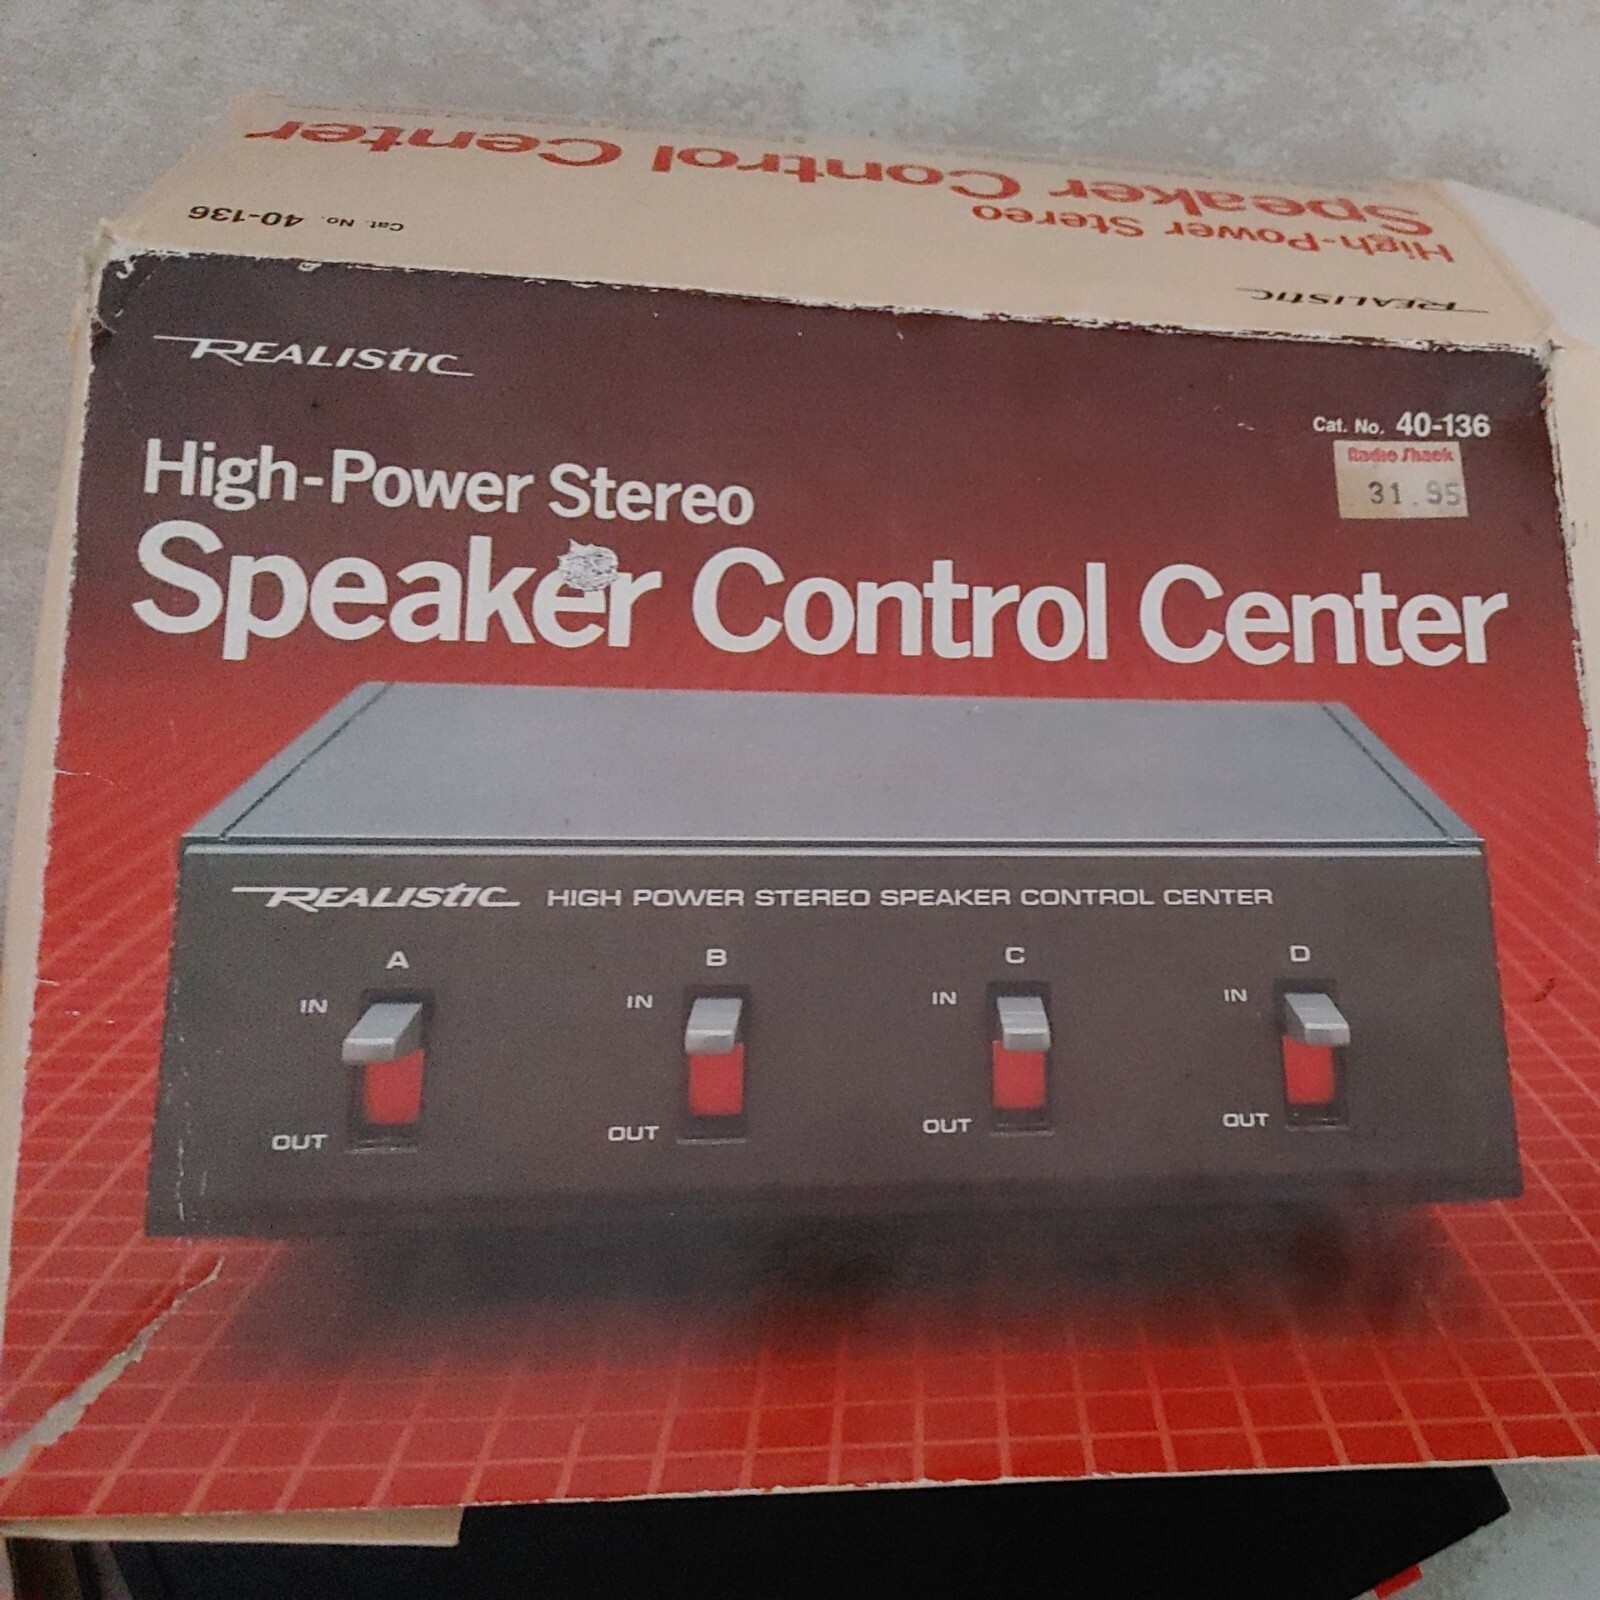 High-Power Stereo
Speaker Control Center
Cat. No. 40-136
REALISTIC
REALISTIC
Cat. No. 40-136
Radio Shack
31.95
High-Power Stereo
Speaker Control Center
REALISTIC HIGH POWER STEREO SPEAKER CONTROL CENTER
A B C D
IN IN IN IN
OUT OUT OUT OUT